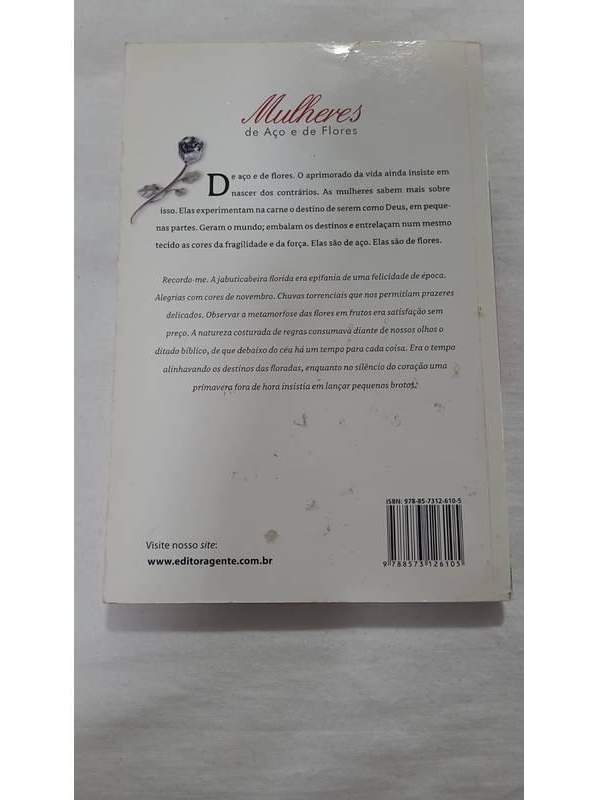 Mulheres
de Aço e de Flores
De aço e de flores. O aprimorado da vida ainda insiste em
nascer dos contrários. As mulheres sabem mais sobre
isso. Elas experimentam na carne o destino de serem como Deus, em peque-
nas partes. Geram o mundo; embalam os destinos e entrelaçam num mesmo
tecido as cores da fragilidade e da força. Elas são de aço. Elas são de flores.
Recordo-me. A jabuticabeira florida era epifania de uma felicidade de época.
Alegrias com cores de novembro. Chuvas torrenciais que nos permitiam prazeres
delicados. Observar a metamorfose das flores em frutos era satisfação sem
preço. A natureza costurada de regras consumava diante de nossos olhos o
ditado bíblico, de que debaixo do céu há um tempo para cada coisa. Era o tempo
alinhavando os destinos das floradas, enquanto no silêncio do coração uma
primavera fora de hora insistia em lançar pequenos brotos.
ISBN: 978-85-7312-610-5
9 788573 126105
Visite nosso site:
www.editoragente.com.br